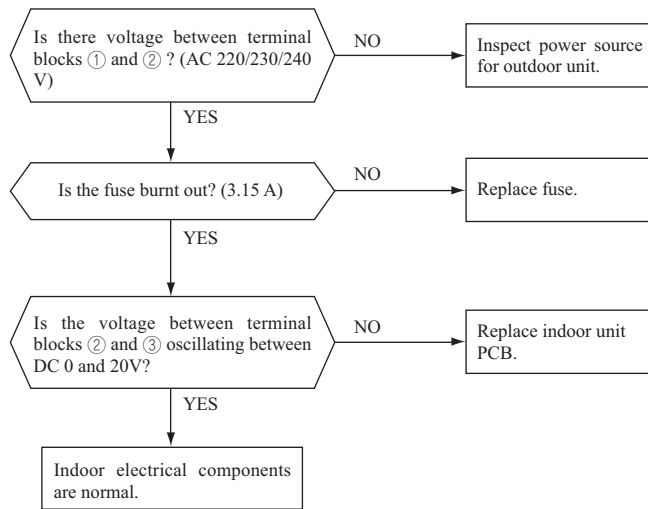 Is there voltage between terminal
blocks ① and ② ? (AC 220/230/240
V)
NO
Inspect power source
for outdoor unit.
YES
Is the fuse burnt out? (3.15 A)
NO
Replace fuse.
YES
Is the voltage between terminal
blocks ② and ③ oscillating between
DC 0 and 20V?
NO
Replace indoor unit
PCB.
YES
Indoor electrical components
are normal.